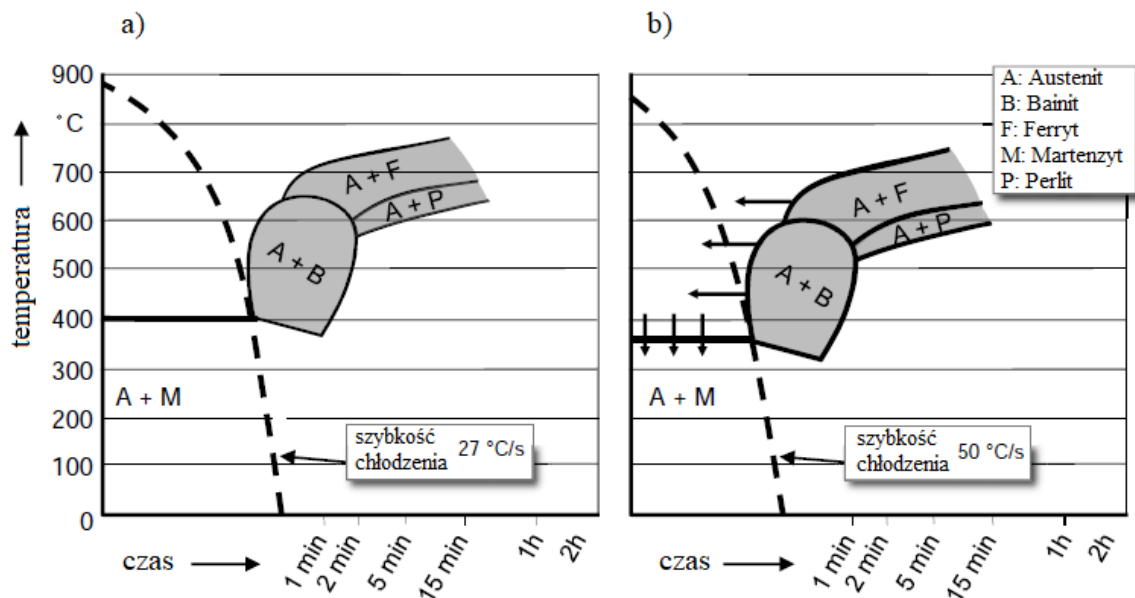 a)
900
°C
800
700
600
500
400
300
200
100
0
temperatura
A + F
A + P
A + B
A + M
szybkość
chłodzenia 27 °C/s
czas
1 min
2 min
5 min
15 min
1h
2h
b)
A: Austenit
B: Bainit
F: Ferryt
M: Martenzyt
P: Perlit
A + F
A + P
A + B
A + M
szybkość
chłodzenia 50 °C/s
czas
1 min
2 min
5 min
15 min
1h
2h